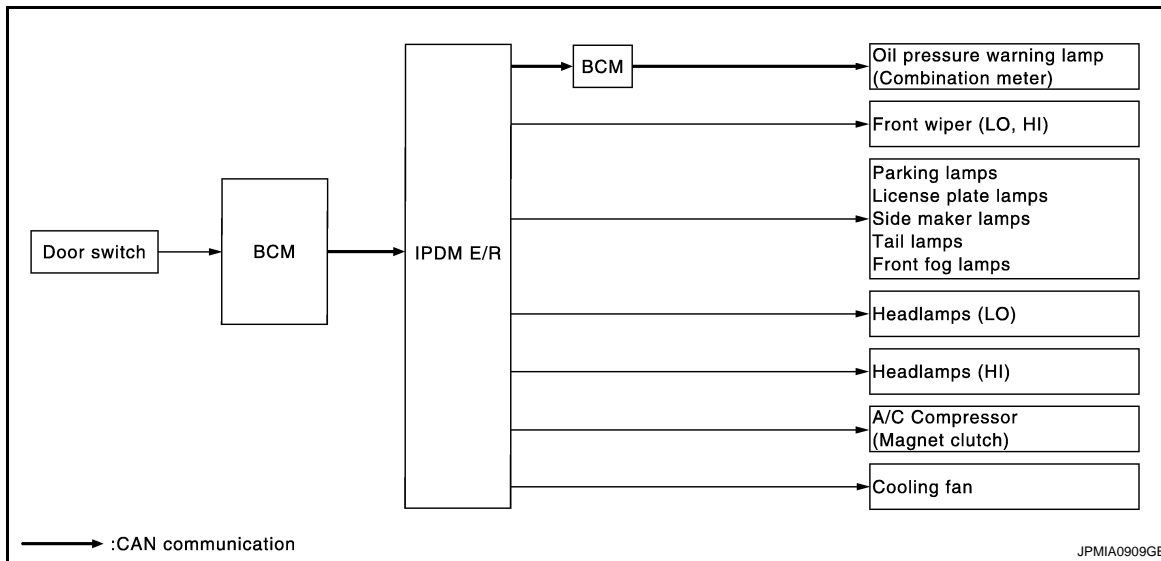 Door switch
BCM
IPDM E/R
BCM
Oil pressure warning lamp
(Combination meter)
Front wiper (LO, HI)
Parking lamps
License plate lamps
Side maker lamps
Tail lamps
Front fog lamps
Headlamps (LO)
Headlamps (HI)
A/C Compressor
(Magnet clutch)
Cooling fan
:CAN communication
JPMIA0909GB